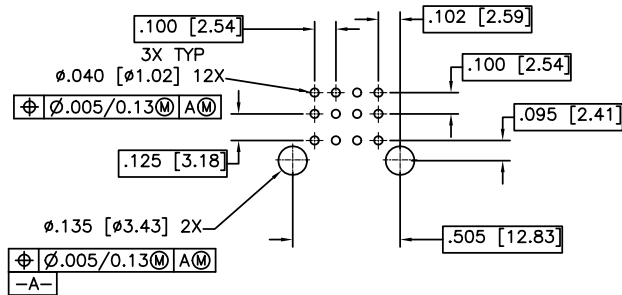 .100 [2.54]
.102 [2.59]
3X TYP
ø.040 [ø1.02] 12X
.100 [2.54]
⌖ Ø.005/0.13Ⓜ AⓂ
.095 [2.41]
.125 [3.18]
ø.135 [ø3.43] 2X
.505 [12.83]
⌖ Ø.005/0.13Ⓜ AⓂ
-A-